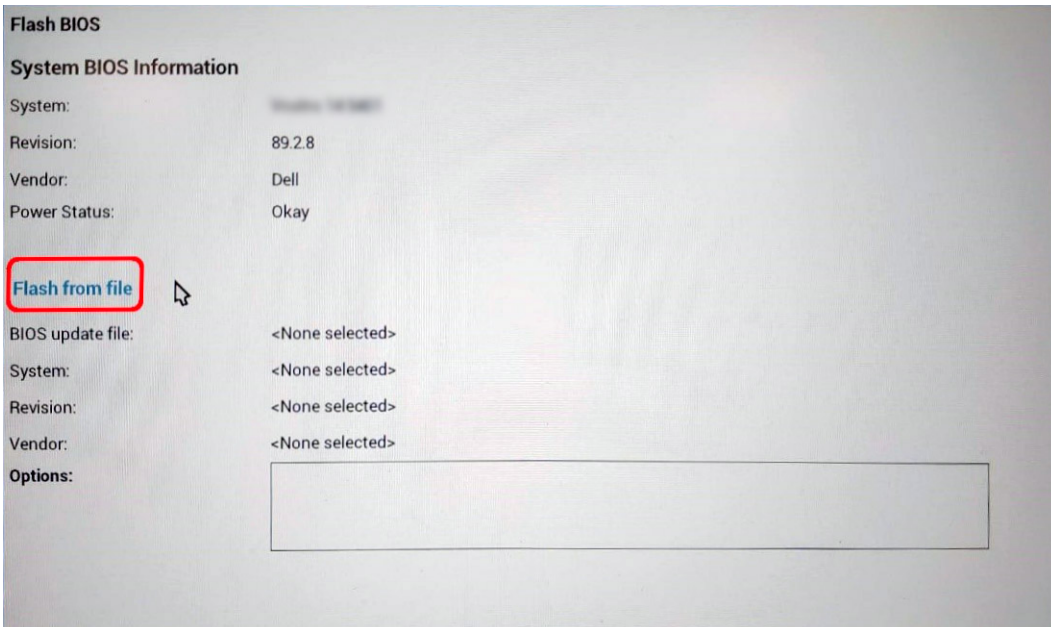 Flash BIOS
System BIOS Information
System:
Revision: 89.2.8
Vendor: Dell
Power Status: Okay
Flash from file
BIOS update file: <None selected>
System: <None selected>
Revision: <None selected>
Vendor: <None selected>
Options: